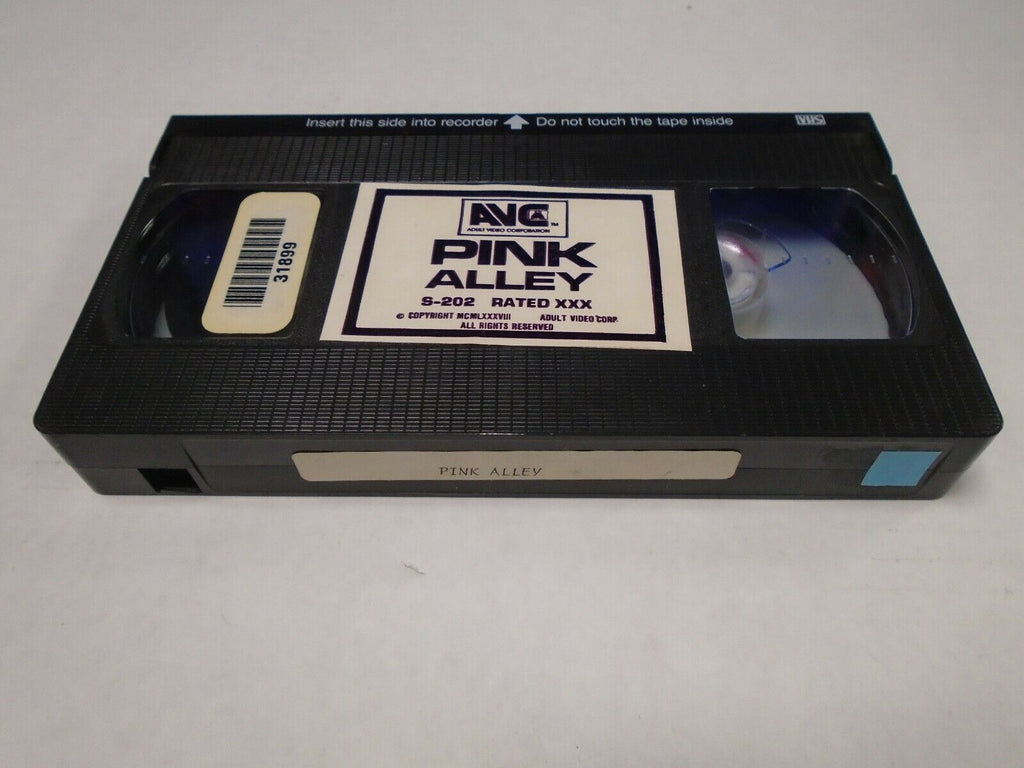 Insert this side into recorder Do not touch the tape inside VHS
31899
AVC TM
ADULT VIDEO CORPORATION
PINK
ALLEY
S-202 RATED XXX
© COPYRIGHT MCMLXXXVIII ADULT VIDEO CORP.
ALL RIGHTS RESERVED
PINK ALLEY